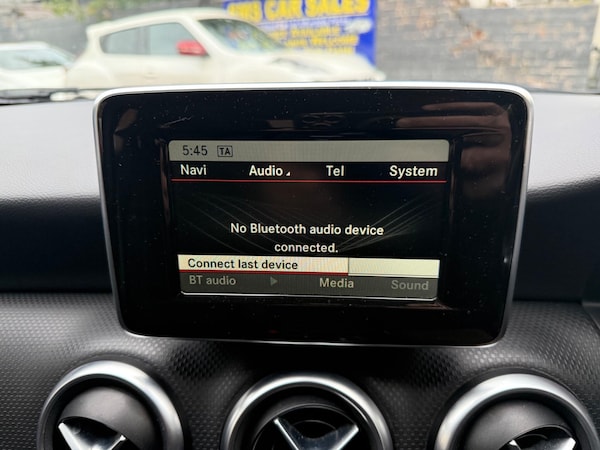 CAR SALES
5:45 TA
Navi Audio Tel System
No Bluetooth audio device
connected.
Connect last device
BT audio Media Sound